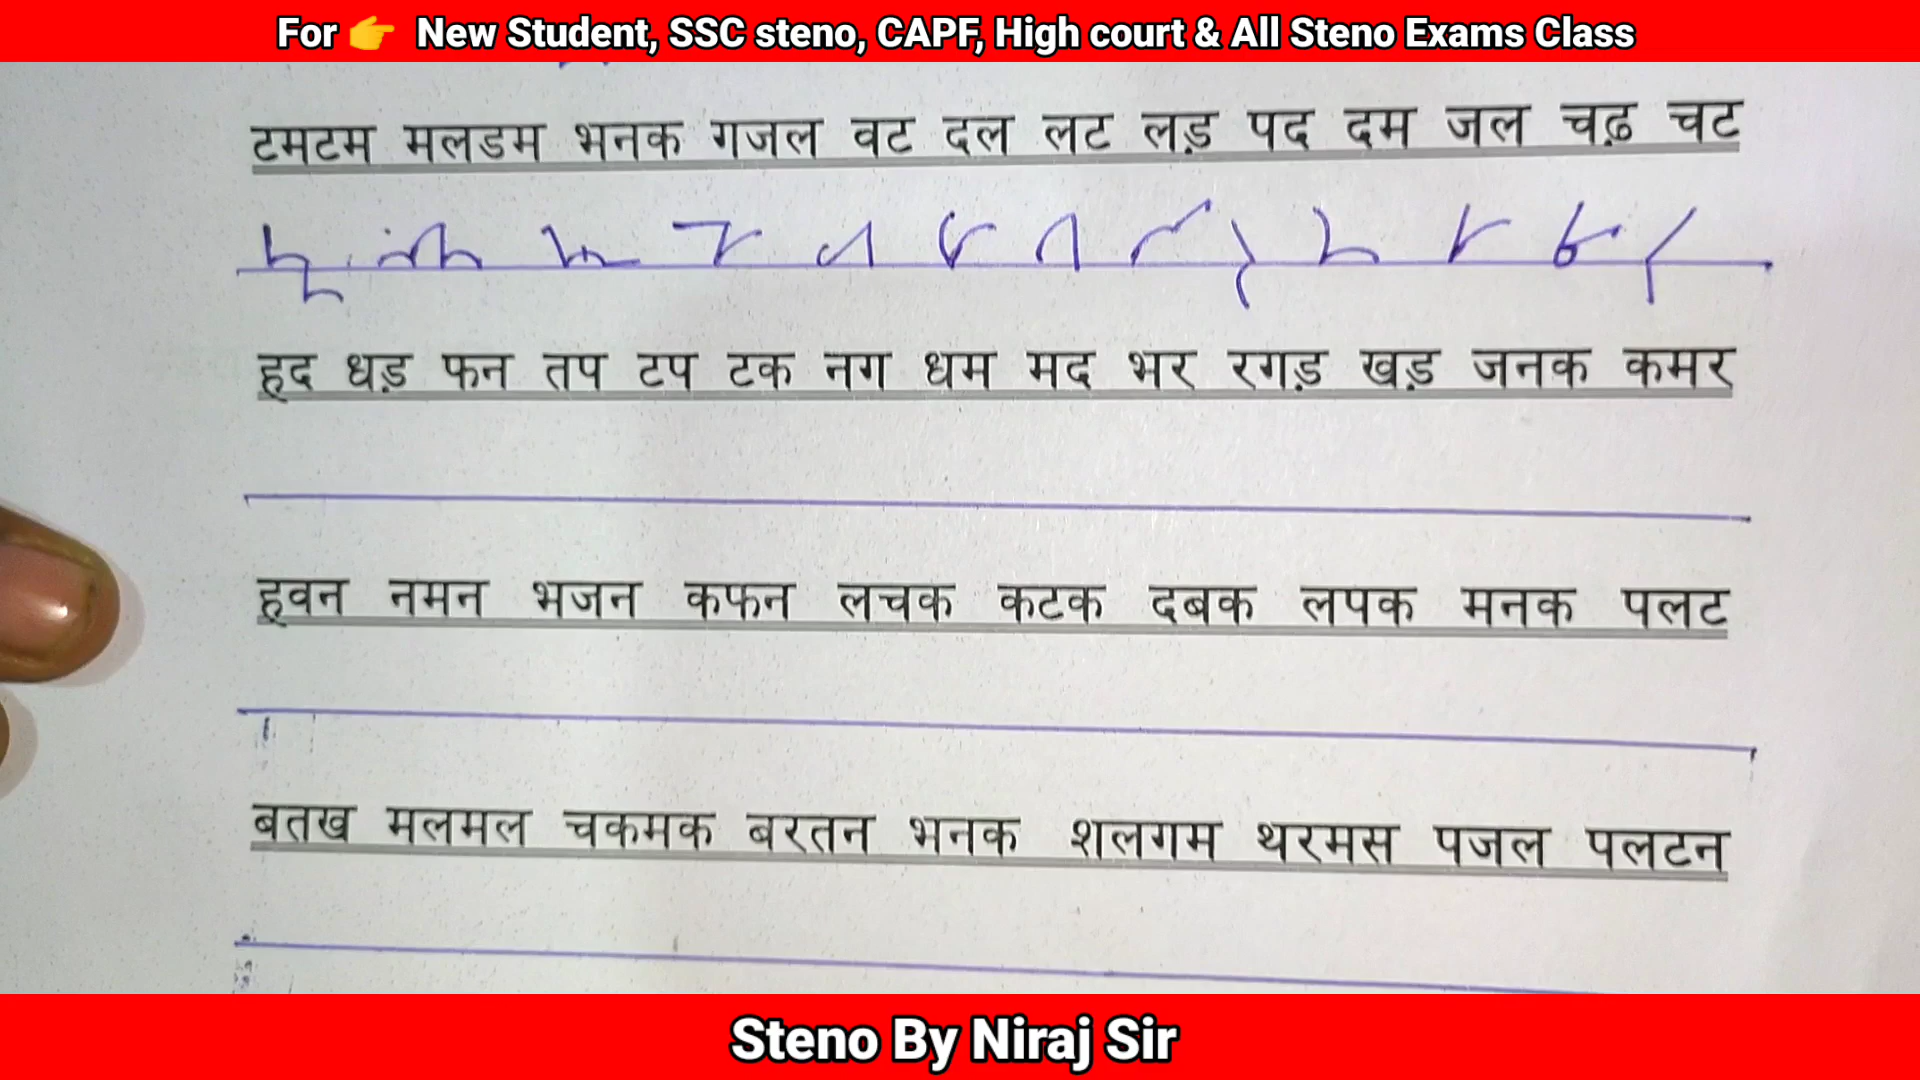 For 👉 New Student, SSC steno, CAPF, High court & All Steno Exams Class
टमटम मलडम भनक गजल वट दल लट लड़ पद दम जल चढ़ चट
हद धड़ फन तप टप टक नग धम मद भर रगड़ खड़ जनक कमर
हवन नमन भजन कफन लचक कटक दबक लपक मनक पलट
बतख मलमल चकमक बरतन भनक शलगम थरमस पजल पलटन
Steno By Niraj Sir